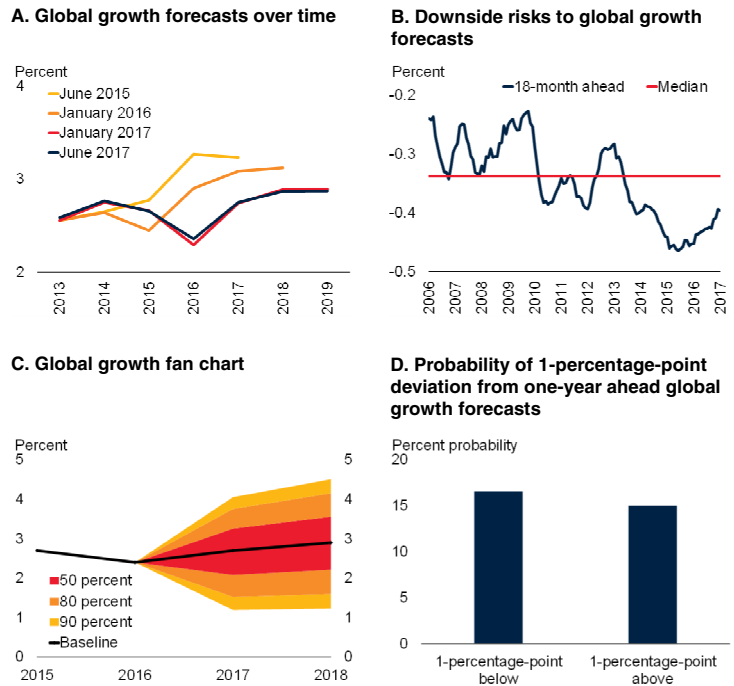 A. Global growth forecasts over time
Percent
4
3
2
June 2015
January 2016
January 2017
June 2017
2013
2014
2015
2016
2017
2018
2019
B. Downside risks to global growth
forecasts
Percent
18-month ahead
Median
-0.2
-0.3
-0.4
-0.5
2006
2007
2008
2009
2010
2011
2012
2013
2014
2015
2016
2017
C. Global growth fan chart
Percent
5
4
3
2
1
0
5
4
3
2
1
0
50 percent
80 percent
90 percent
Baseline
2015
2016
2017
2018
D. Probability of 1-percentage-point
deviation from one-year ahead global
growth forecasts
Percent probability
20
15
10
5
0
1-percentage-point
below
1-percentage-point
above